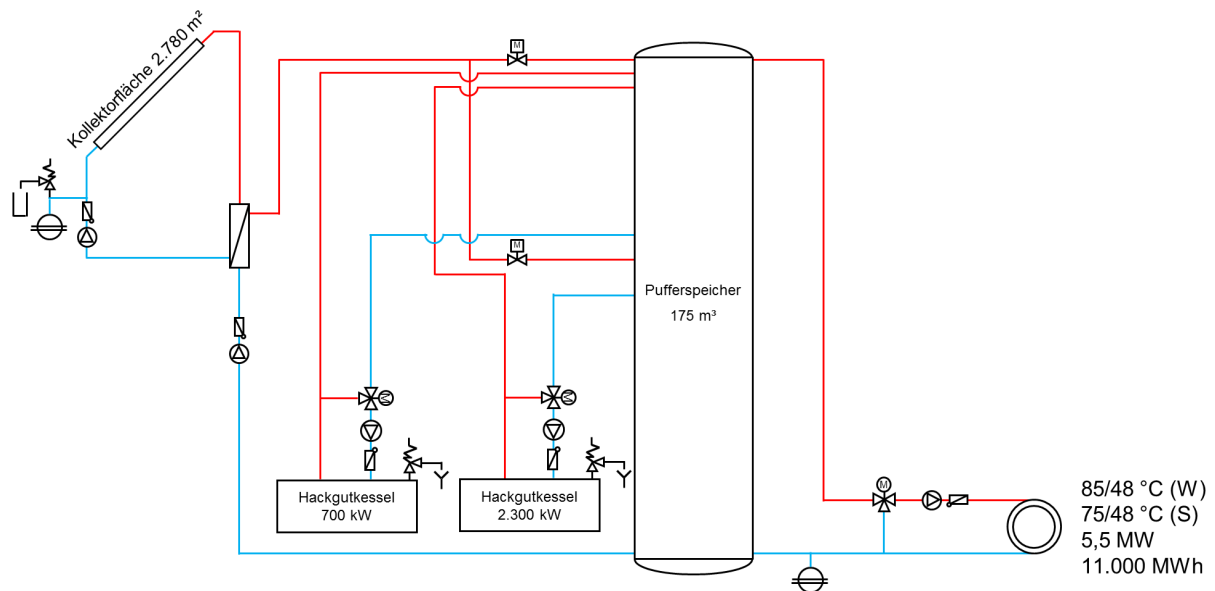 Kollektorfläche 2.780 m²
M
M
Pufferspeicher
175 m³
M
M
Hackgutkessel
700 kW
Hackgutkessel
2.300 kW
M
85/48 °C (W)
75/48 °C (S)
5,5 MW
11.000 MWh